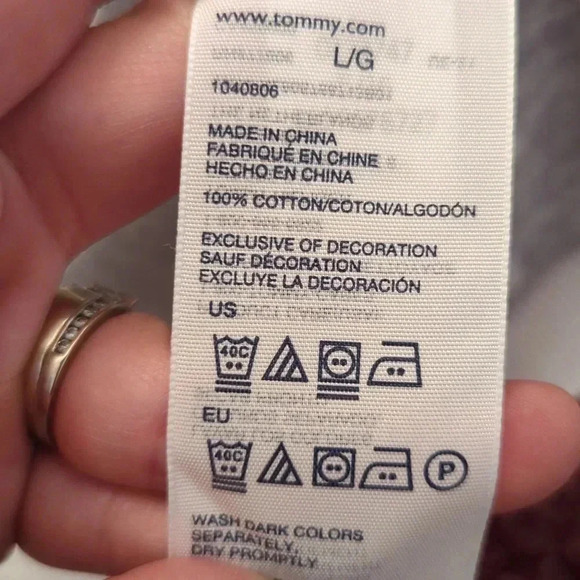 www.tommy.com
L/G
1040806
MADE IN CHINA
FABRIQUÉ EN CHINE
HECHO EN CHINA
100% COTTON/COTON/ALGODÓN
EXCLUSIVE OF DECORATION
SAUF DÉCORATION
EXCLUYE LA DECORACIÓN
US
40C
EU
40C P
WASH DARK COLORS
SEPARATELY,
DRY PROMPTLY